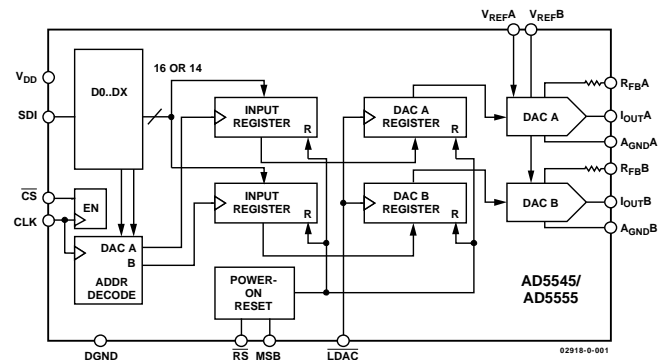 VREFA VREFB
VDD
16 OR 14
D0..DX
SDI
INPUT
REGISTER
R
DAC A
REGISTER
R
DAC A
RFBA
IOUTA
AGNDA
CS
EN
CLK
INPUT
REGISTER
R
DAC B
REGISTER
R
DAC B
RFBB
IOUTB
AGNDB
DAC A
B
ADDR
DECODE
POWER-
ON
RESET
AD5545/
AD5555
DGND
RS
MSB
LDAC
02918-0-001